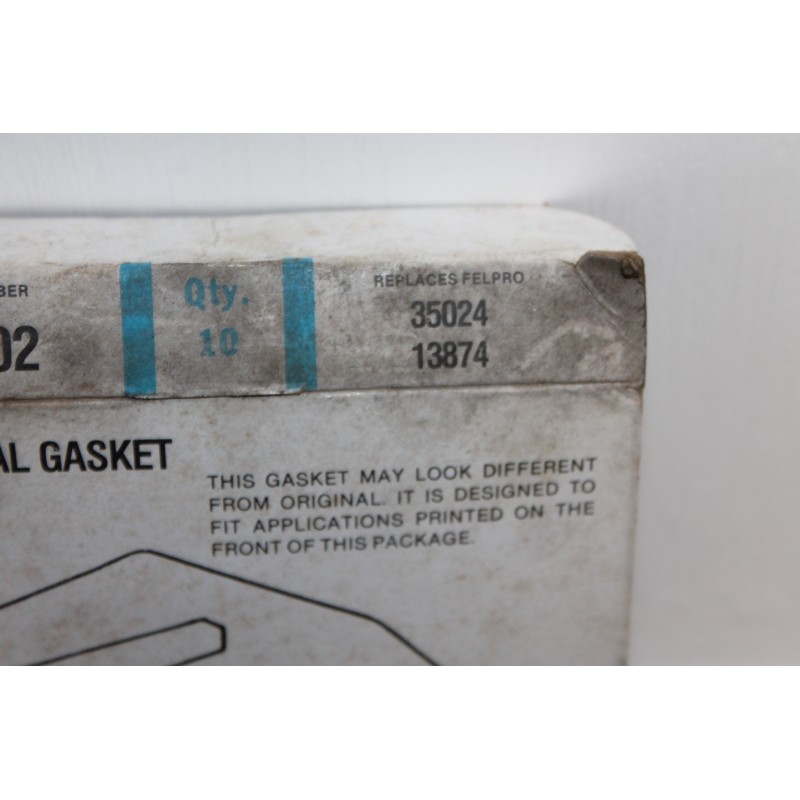 BER
02
Qty.
10
REPLACES FELPRO
35024
13874
AL GASKET
THIS GASKET MAY LOOK DIFFERENT
FROM ORIGINAL. IT IS DESIGNED TO
FIT APPLICATIONS PRINTED ON THE
FRONT OF THIS PACKAGE.